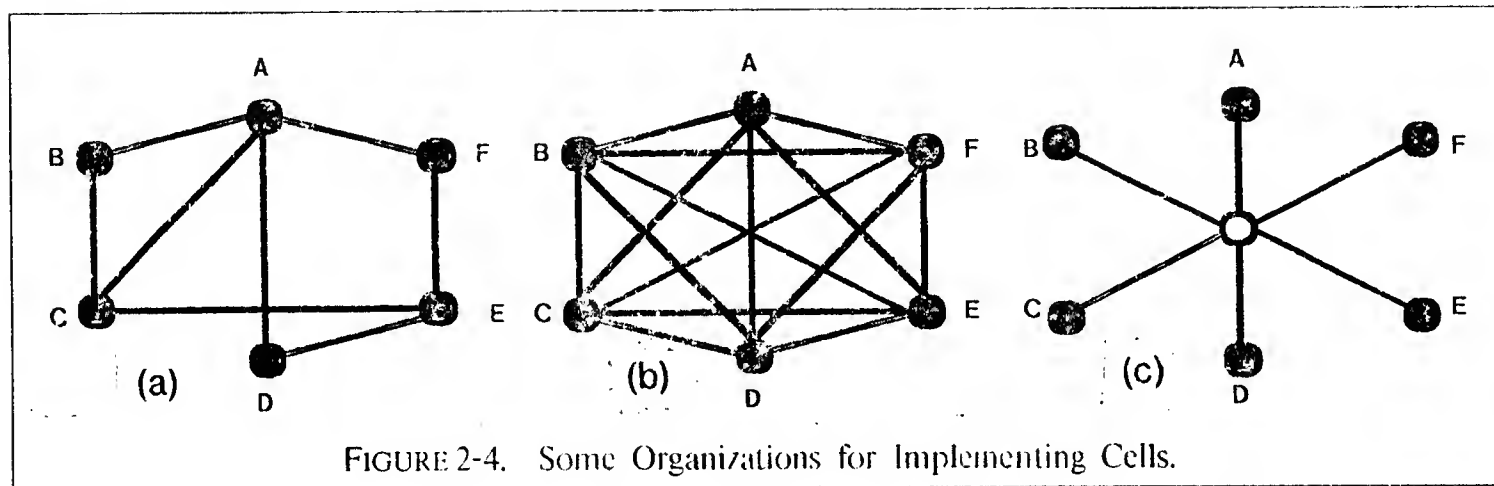 A
B
F
C
E
D
(a)
A
B
F
C
E
D
(b)
A
B
F
C
E
D
(c)
FIGURE 2-4. Some Organizations for Implementing Cells.